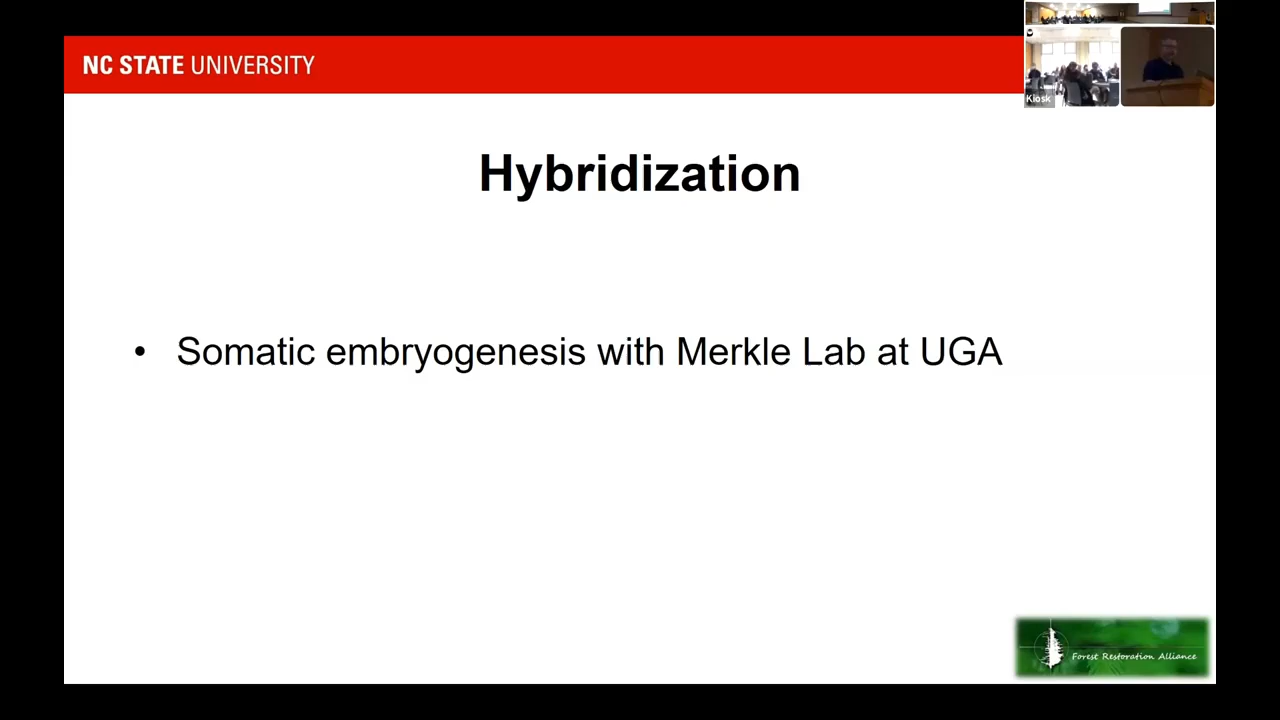 NC STATE UNIVERSITY
Kiosk
Hybridization
• Somatic embryogenesis with Merkle Lab at UGA
Forest Restoration Alliance